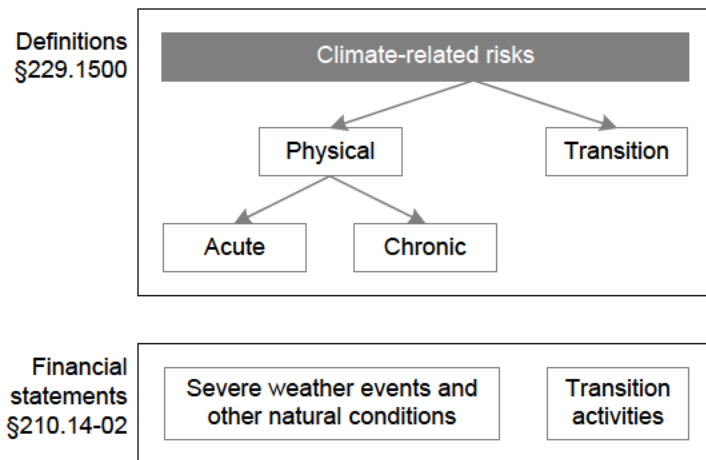 Definitions
§229.1500
Climate-related risks
Physical
Transition
Acute
Chronic
Financial
statements
§210.14-02
Severe weather events and
other natural conditions
Transition
activities